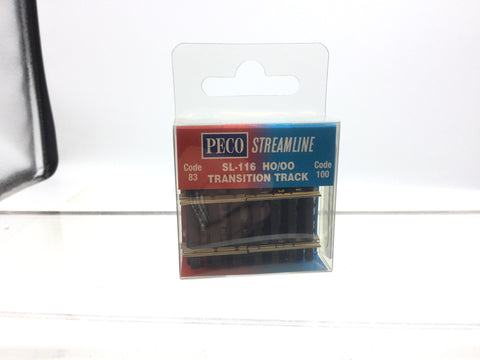 PECO STREAMLINE
Code 83
SL-116 HO/OO
TRANSITION TRACK
Code 100